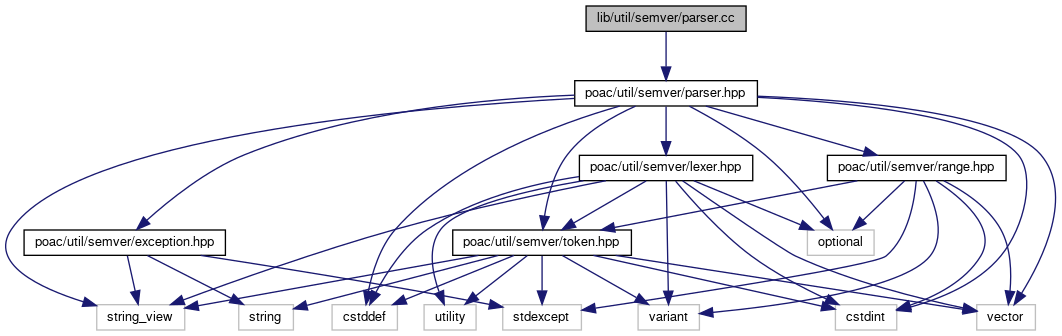 lib/util/semver/parser.cc
poac/util/semver/parser.hpp
poac/util/semver/lexer.hpp
poac/util/semver/range.hpp
poac/util/semver/exception.hpp
poac/util/semver/token.hpp
optional
string_view
string
cstddef
utility
stdexcept
variant
cstdint
vector